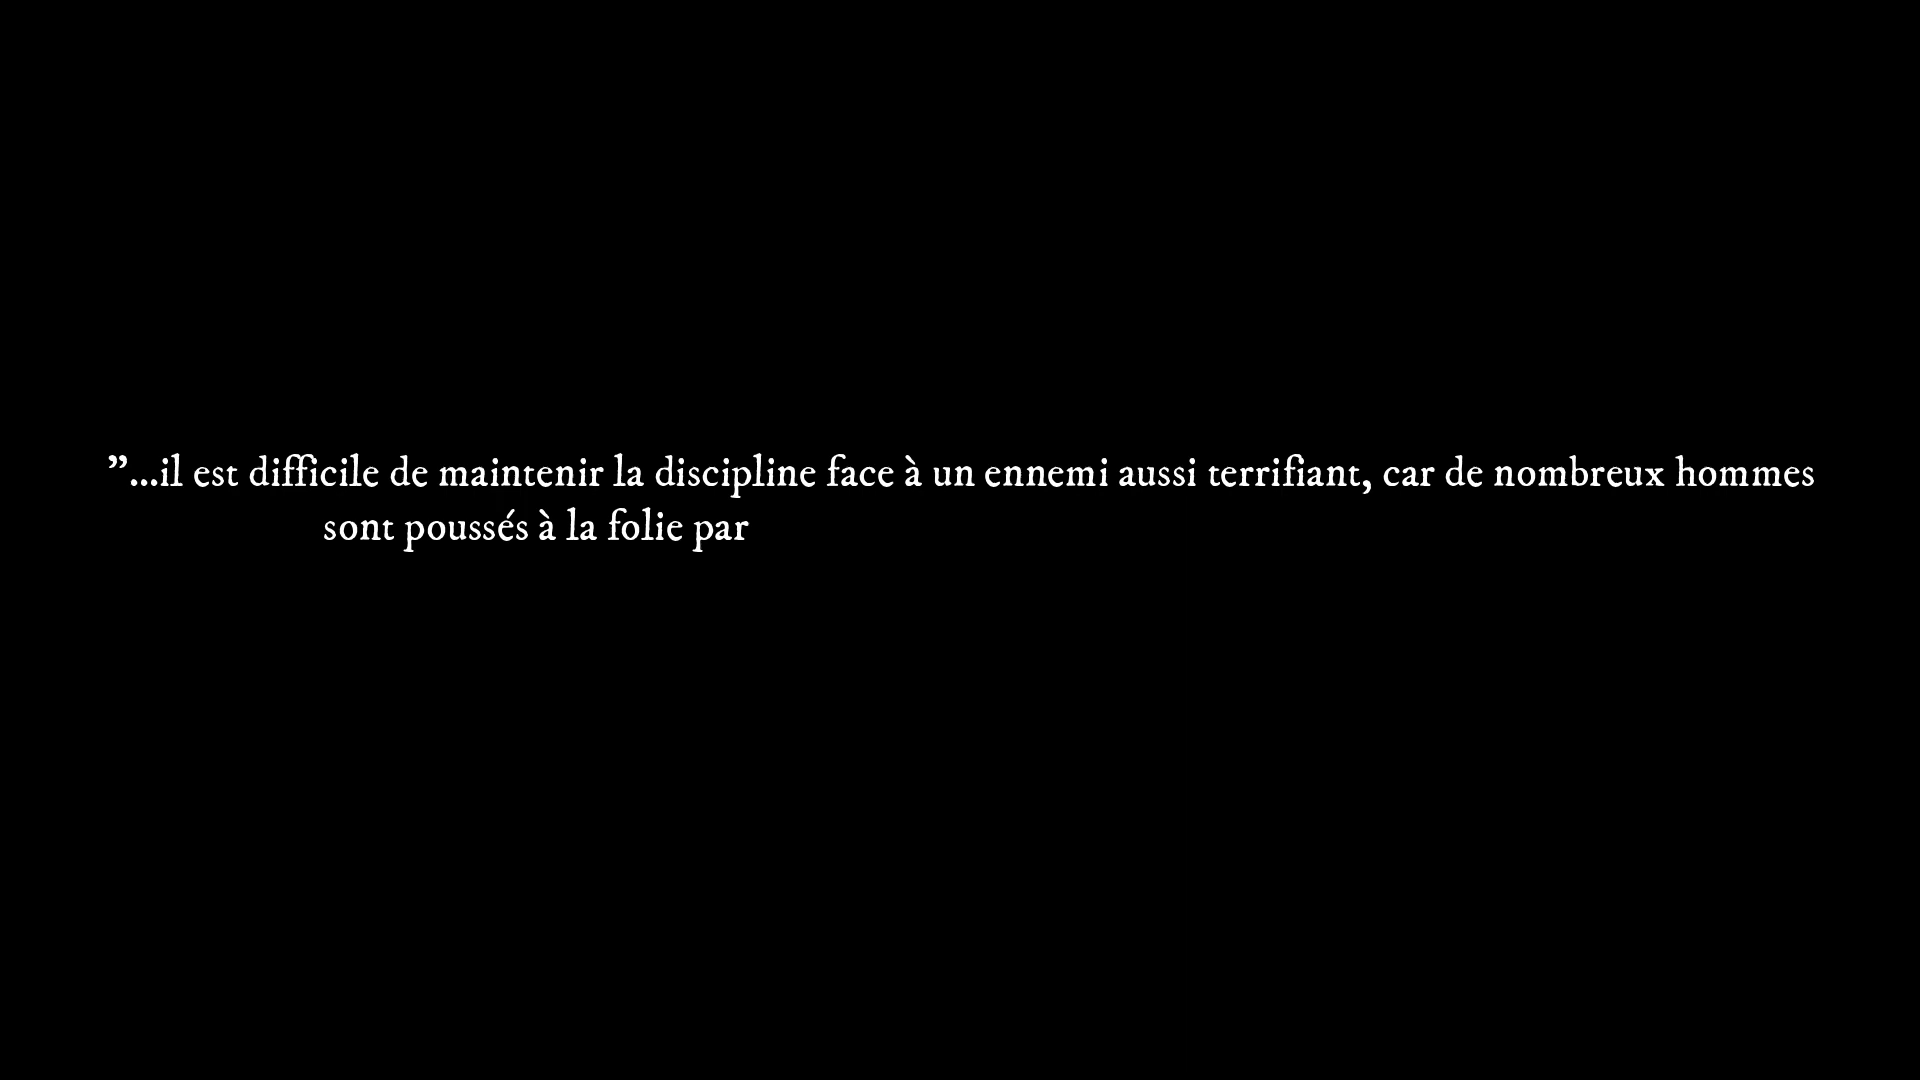 ”...il est difficile de maintenir la discipline face à un ennemi aussi terrifiant, car de nombreux hommes
sont poussés à la folie par